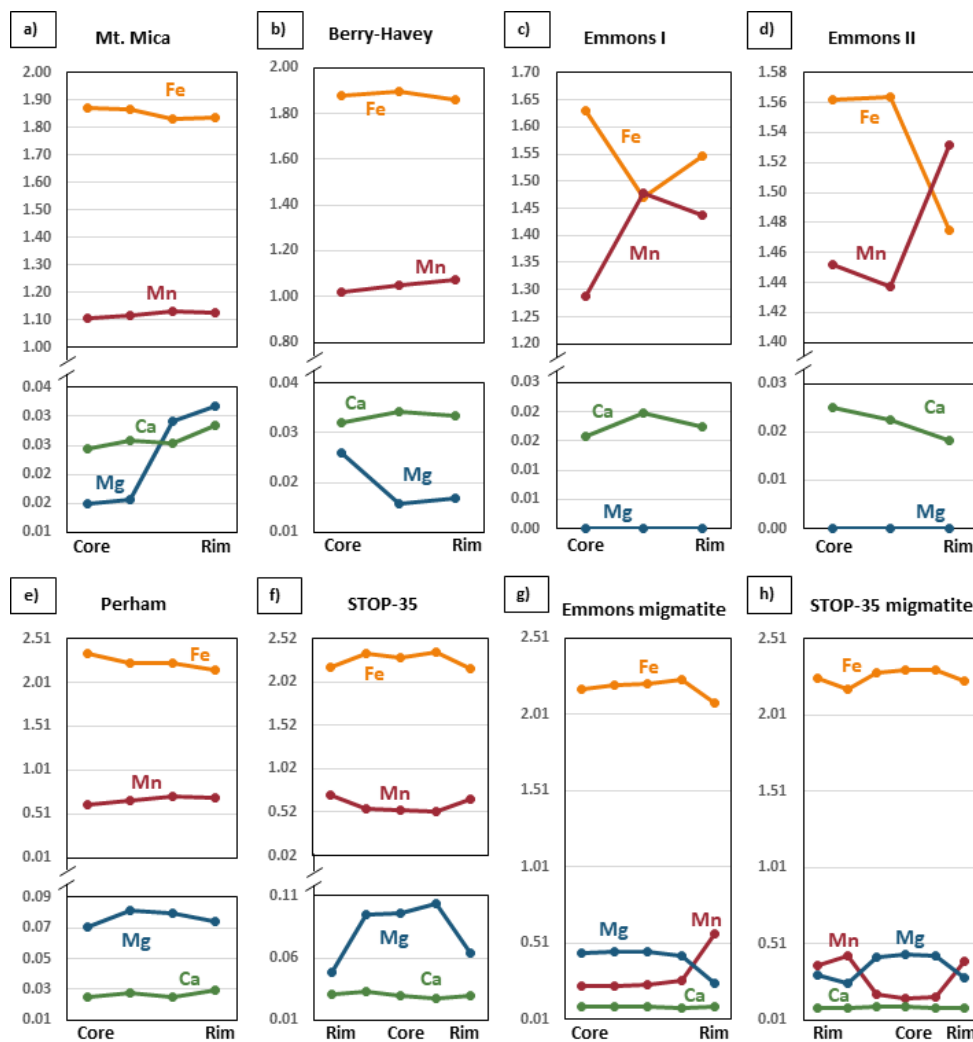 a)
Mt. Mica
2.00
1.90
1.80
1.70
1.60
1.50
1.40
1.30
1.20
1.10
1.00
Fe
Mn
0.04
0.03
0.03
0.02
0.02
0.01
Ca
Mg
Core Rim
b)
Berry-Havey
2.00
1.80
1.60
1.40
1.20
1.00
0.80
Fe
Mn
0.04
0.03
0.02
0.01
Ca
Mg
Core Rim
c)
Emmons I
1.70
1.65
1.60
1.55
1.50
1.45
1.40
1.35
1.30
1.25
1.20
Fe
Mn
0.03
0.02
0.02
0.01
0.01
0.00
Ca
Mg
Core Rim
d)
Emmons II
1.58
1.56
1.54
1.52
1.50
1.48
1.46
1.44
1.42
1.40
Fe
Mn
0.03
0.02
0.01
0.00
Ca
Mg
Core Rim
e)
Perham
2.51
2.01
1.51
1.01
0.51
0.01
Fe
Mn
0.09
0.07
0.05
0.03
0.01
Mg
Ca
Core Rim
f)
STOP-35
2.52
2.02
1.52
1.02
0.52
0.02
Fe
Mn
0.11
0.06
0.01
Mg
Ca
Rim Core Rim
g)
Emmons migmatite
2.51
2.01
1.51
1.01
0.51
0.01
Fe
Mn
Mg
Ca
Core Rim
h)
STOP-35 migmatite
2.51
2.01
1.51
1.01
0.51
0.01
Fe
Mn
Mg
Ca
Rim Core Rim